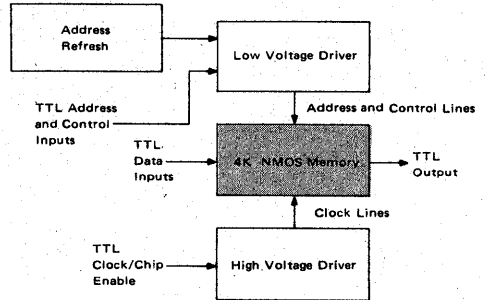 Address
Refresh
Low Voltage Driver
TTL Address
and Control
Inputs
Address and Control Lines
TTL
Data
Inputs
4K NMOS Memory
TTL
Output
Clock Lines
TTL
Clock/Chip
Enable
High Voltage Driver